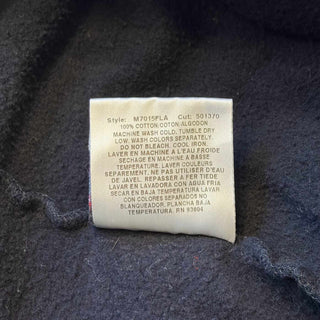 Style: M7015FLA Cut: 501370
100% COTTON/COTON/ALGODON
MACHINE WASH COLD, TUMBLE DRY
LOW, WASH COLORS SEPARATELY.
DO NOT BLEACH. COOL IRON.
LAVER EN MACHINE A L'EAU FROIDE
SECHAGE EN MACHINE A BASSE
TEMPERATURE. LAVER COULEURS
SEPAREMENT. NE PAS UTILISER D'EAU
DE JAVEL. REPASSER A FER TIEDE
LAVAR EN LAVADORA CON AGUA FRIA
SECAR EN BAJA TEMPERATURA LAVAR
CON COLORES SEPARADOS NO
BLANQUEADOR. PLANCHA BAJA
TEMPERATURA. RN 93894